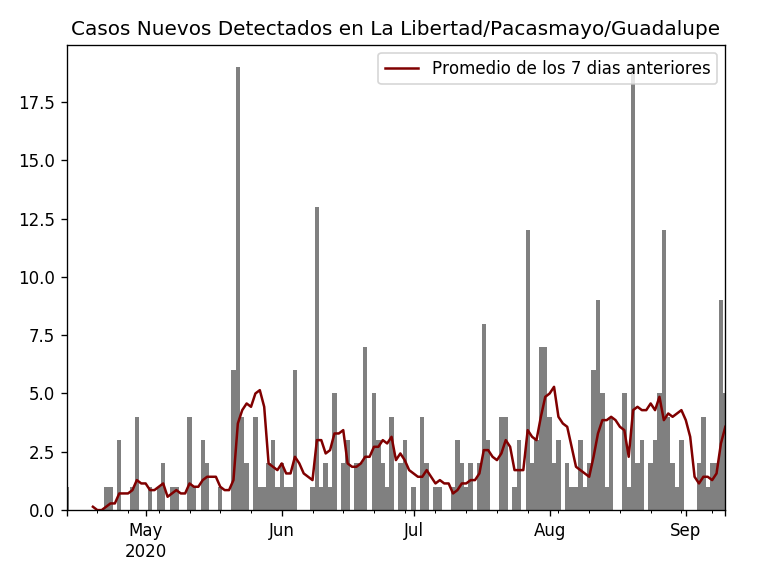 Casos Nuevos Detectados en La Libertad/Pacasmayo/Guadalupe
Promedio de los 7 dias anteriores
17.5
15.0
12.5
10.0
7.5
5.0
2.5
0.0
May
2020
Jun
Jul
Aug
Sep